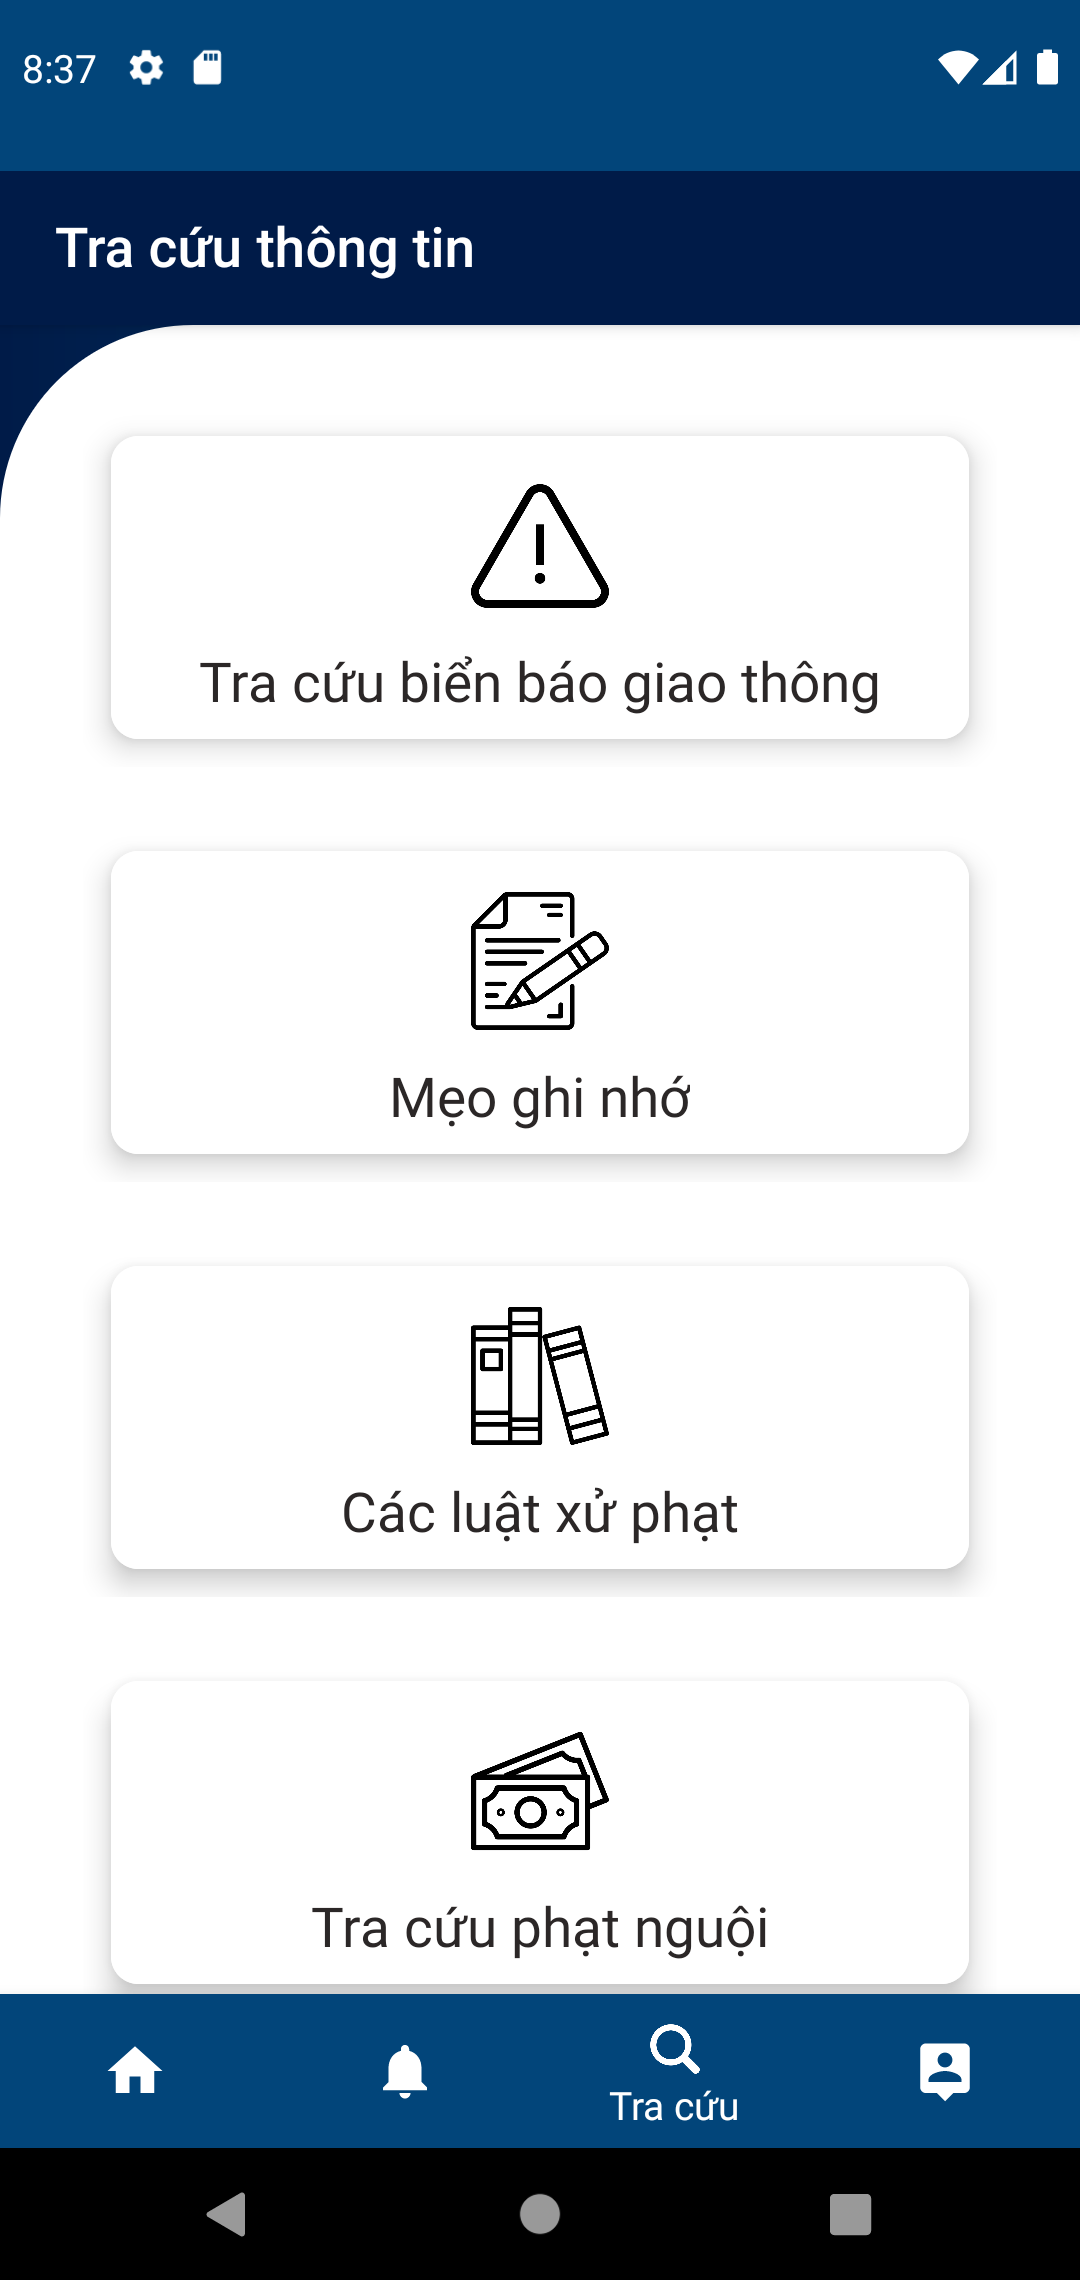 8:37
Tra cứu thông tin
Tra cứu biển báo giao thông
Mẹo ghi nhớ
Các luật xử phạt
Tra cứu phạt nguội
Tra cứu